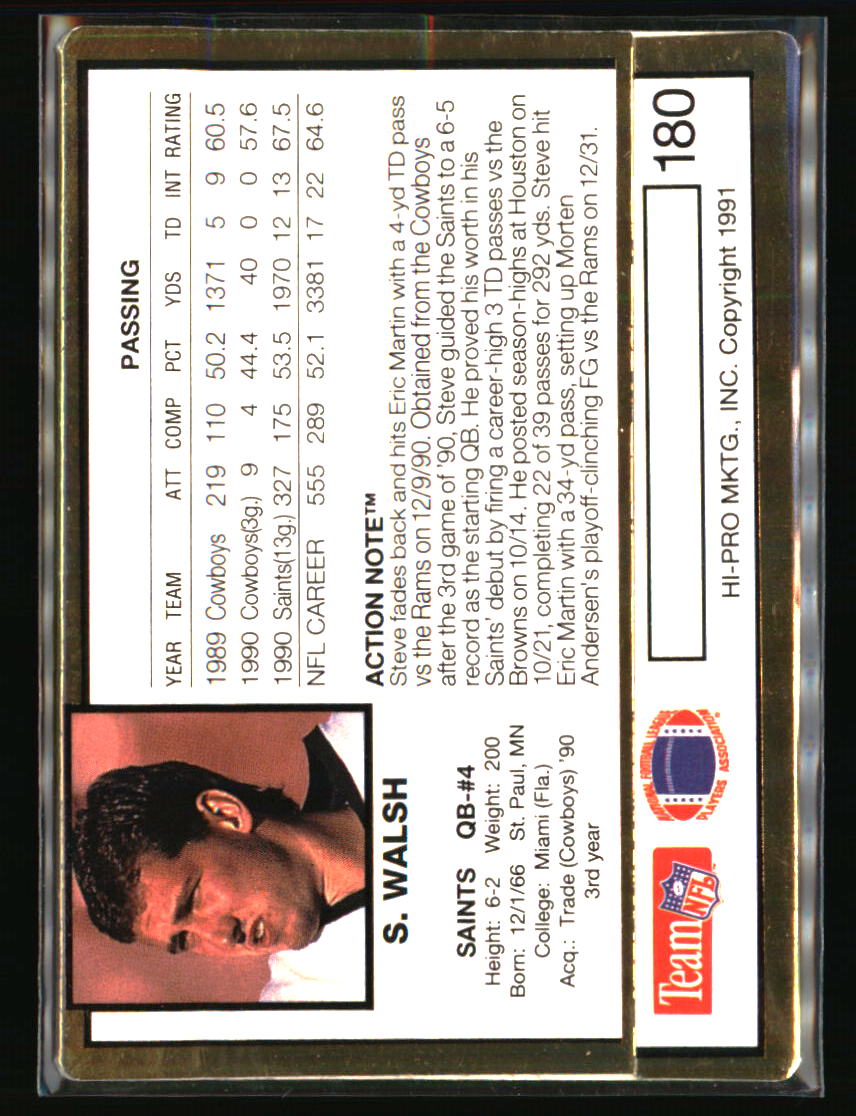 S. WALSH
SAINTS QB-#4
Height: 6-2 Weight: 200
Born: 12/1/66 St. Paul, MN
College: Miami (Fla.)
Acq.: Trade (Cowboys) '90
3rd year
PASSING
YEAR TEAM ATT COMP PCT YDS TD INT RATING
1989 Cowboys 219 110 50.2 1371 5 9 60.5
1990 Cowboys(3g.) 9 4 44.4 40 0 0 57.6
1990 Saints(13g.) 327 175 53.5 1970 12 13 67.5
NFL CAREER 555 289 52.1 3381 17 22 64.6
ACTION NOTE™
Steve fades back and hits Eric Martin with a 4-yd TD pass
vs the Rams on 12/9/90. Obtained from the Cowboys
after the 3rd game of '90, Steve guided the Saints to a 6-5
record as the starting QB. He proved his worth in his
Saints' debut by firing a career-high 3 TD passes vs the
Browns on 10/14. He posted season-highs at Houston on
10/21, completing 22 of 39 passes for 292 yds. Steve hit
Eric Martin with a 34-yd pass, setting up Morten
Andersen's playoff-clinching FG vs the Rams on 12/31.
Team NFL
NATIONAL FOOTBALL LEAGUE
PLAYERS ASSOCIATION
180
HI-PRO MKTG., INC. Copyright 1991